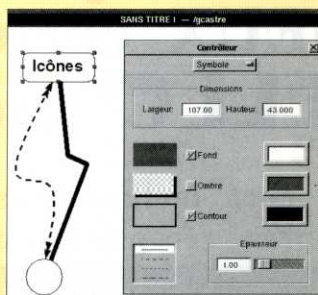 SANS TITRE 1 — /gcastre
Icônes
Contrôleur
Symbole
Dimensions
Largeur: 107.00 Hauteur: 43.000
Fond
Ombre
Contour
Epaisseur
1.00